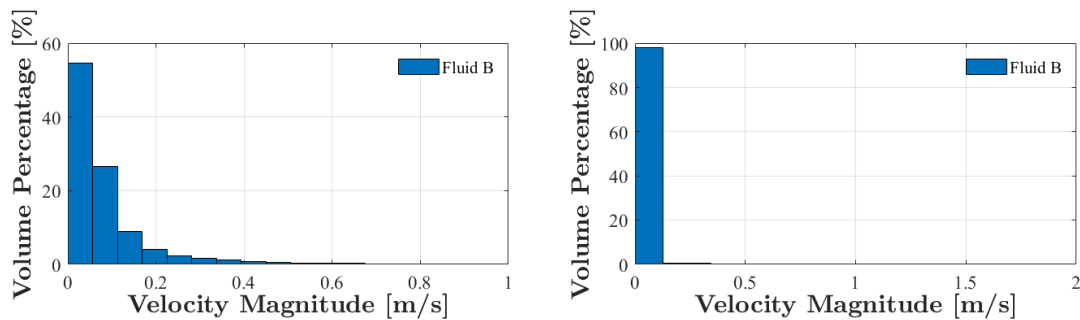 Volume Percentage [%]
60
40
20
0
Fluid B
0 0.2 0.4 0.6 0.8 1
Velocity Magnitude [m/s]
Volume Percentage [%]
100
80
60
40
20
0
Fluid B
0 0.5 1 1.5 2
Velocity Magnitude [m/s]